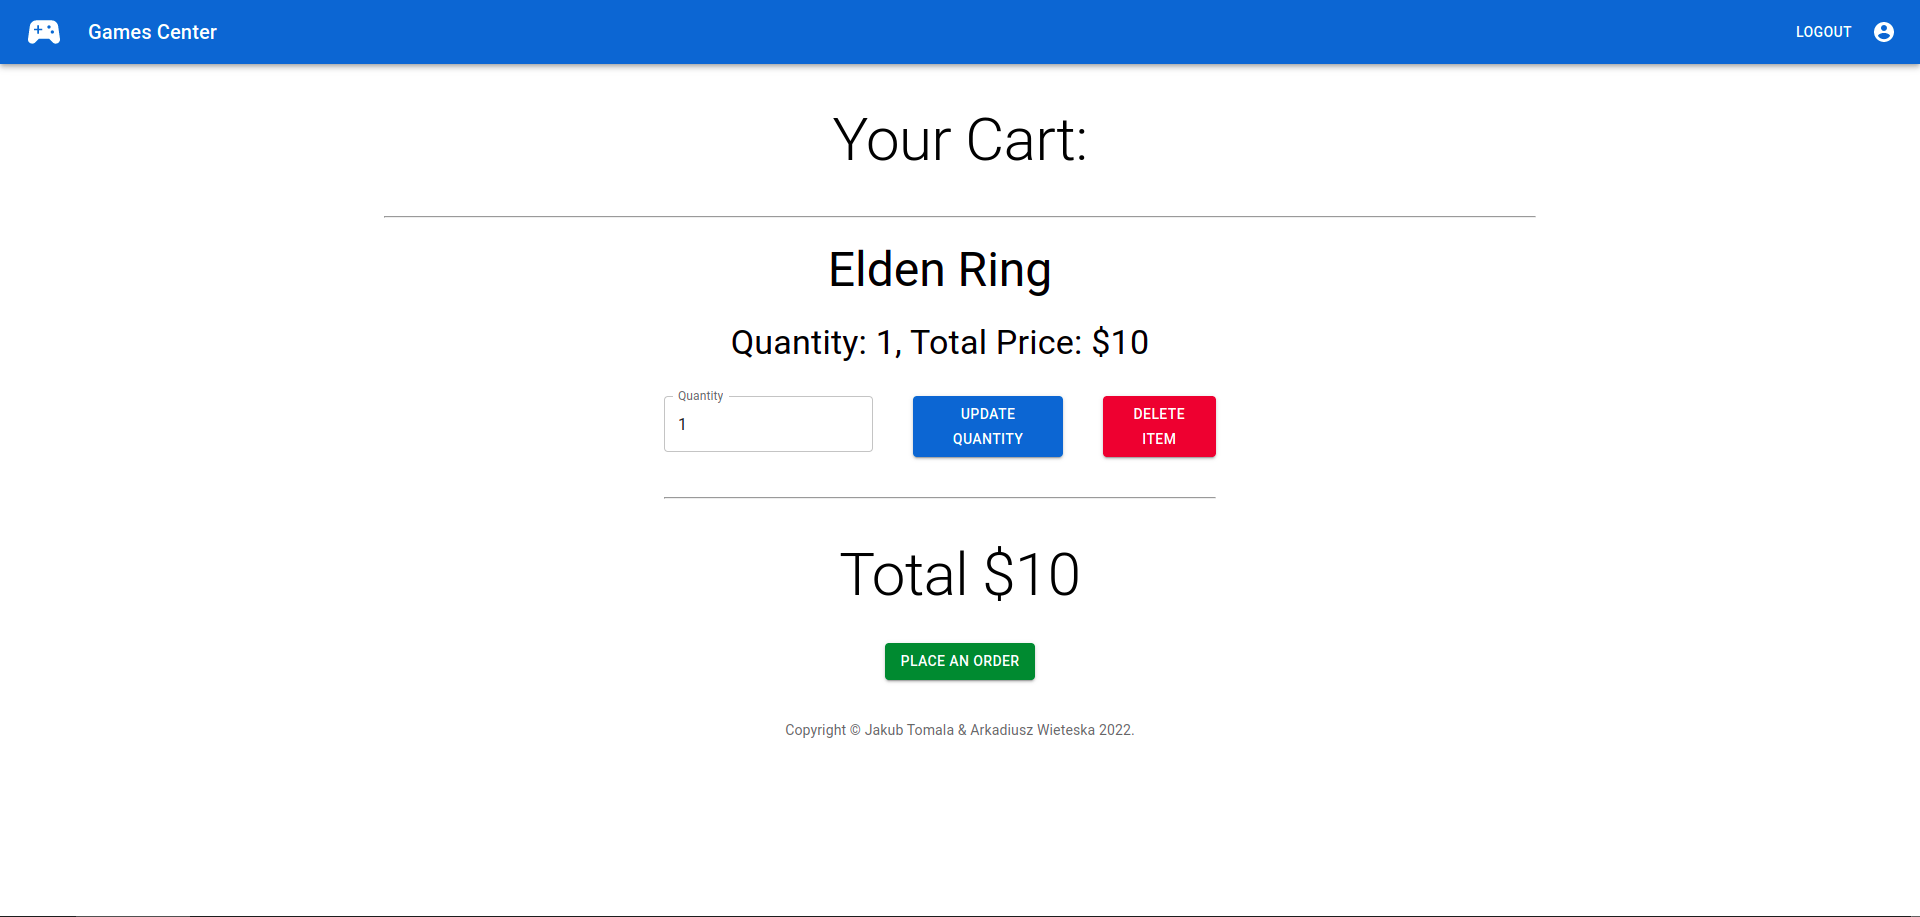 Games Center
LOGOUT
Your Cart:
Elden Ring
Quantity: 1, Total Price: $10
Quantity
1
UPDATE
QUANTITY
DELETE
ITEM
Total $10
PLACE AN ORDER
Copyright © Jakub Tomala & Arkadiusz Wieteska 2022.